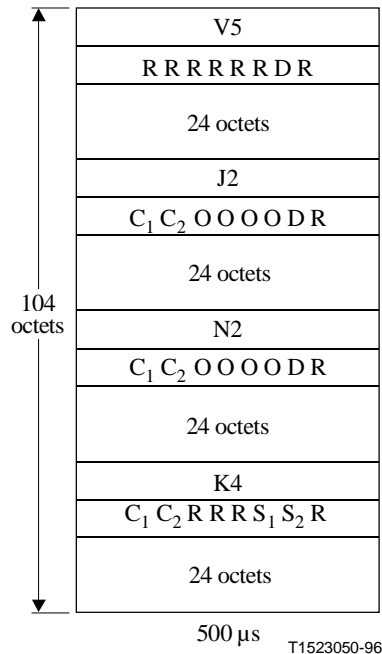 V5
R R R R R R D R
24 octets
J2
C1 C2 O O O O D R
24 octets
104
octets
N2
C1 C2 O O O O D R
24 octets
K4
C1 C2 R R R S1 S2 R
24 octets
500 µs
T1523050-96